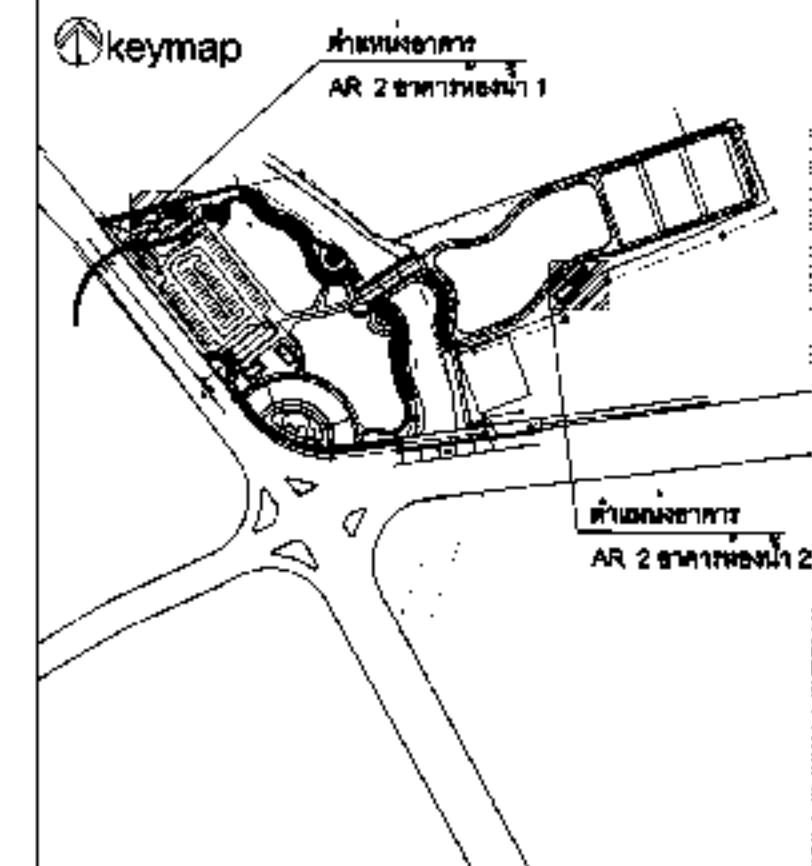 keymap
ตำแหน่งอาคาร
AR 2 อาคารห้องน้ำ 1
ตำแหน่งอาคาร
AR 2 อาคารห้องน้ำ 2